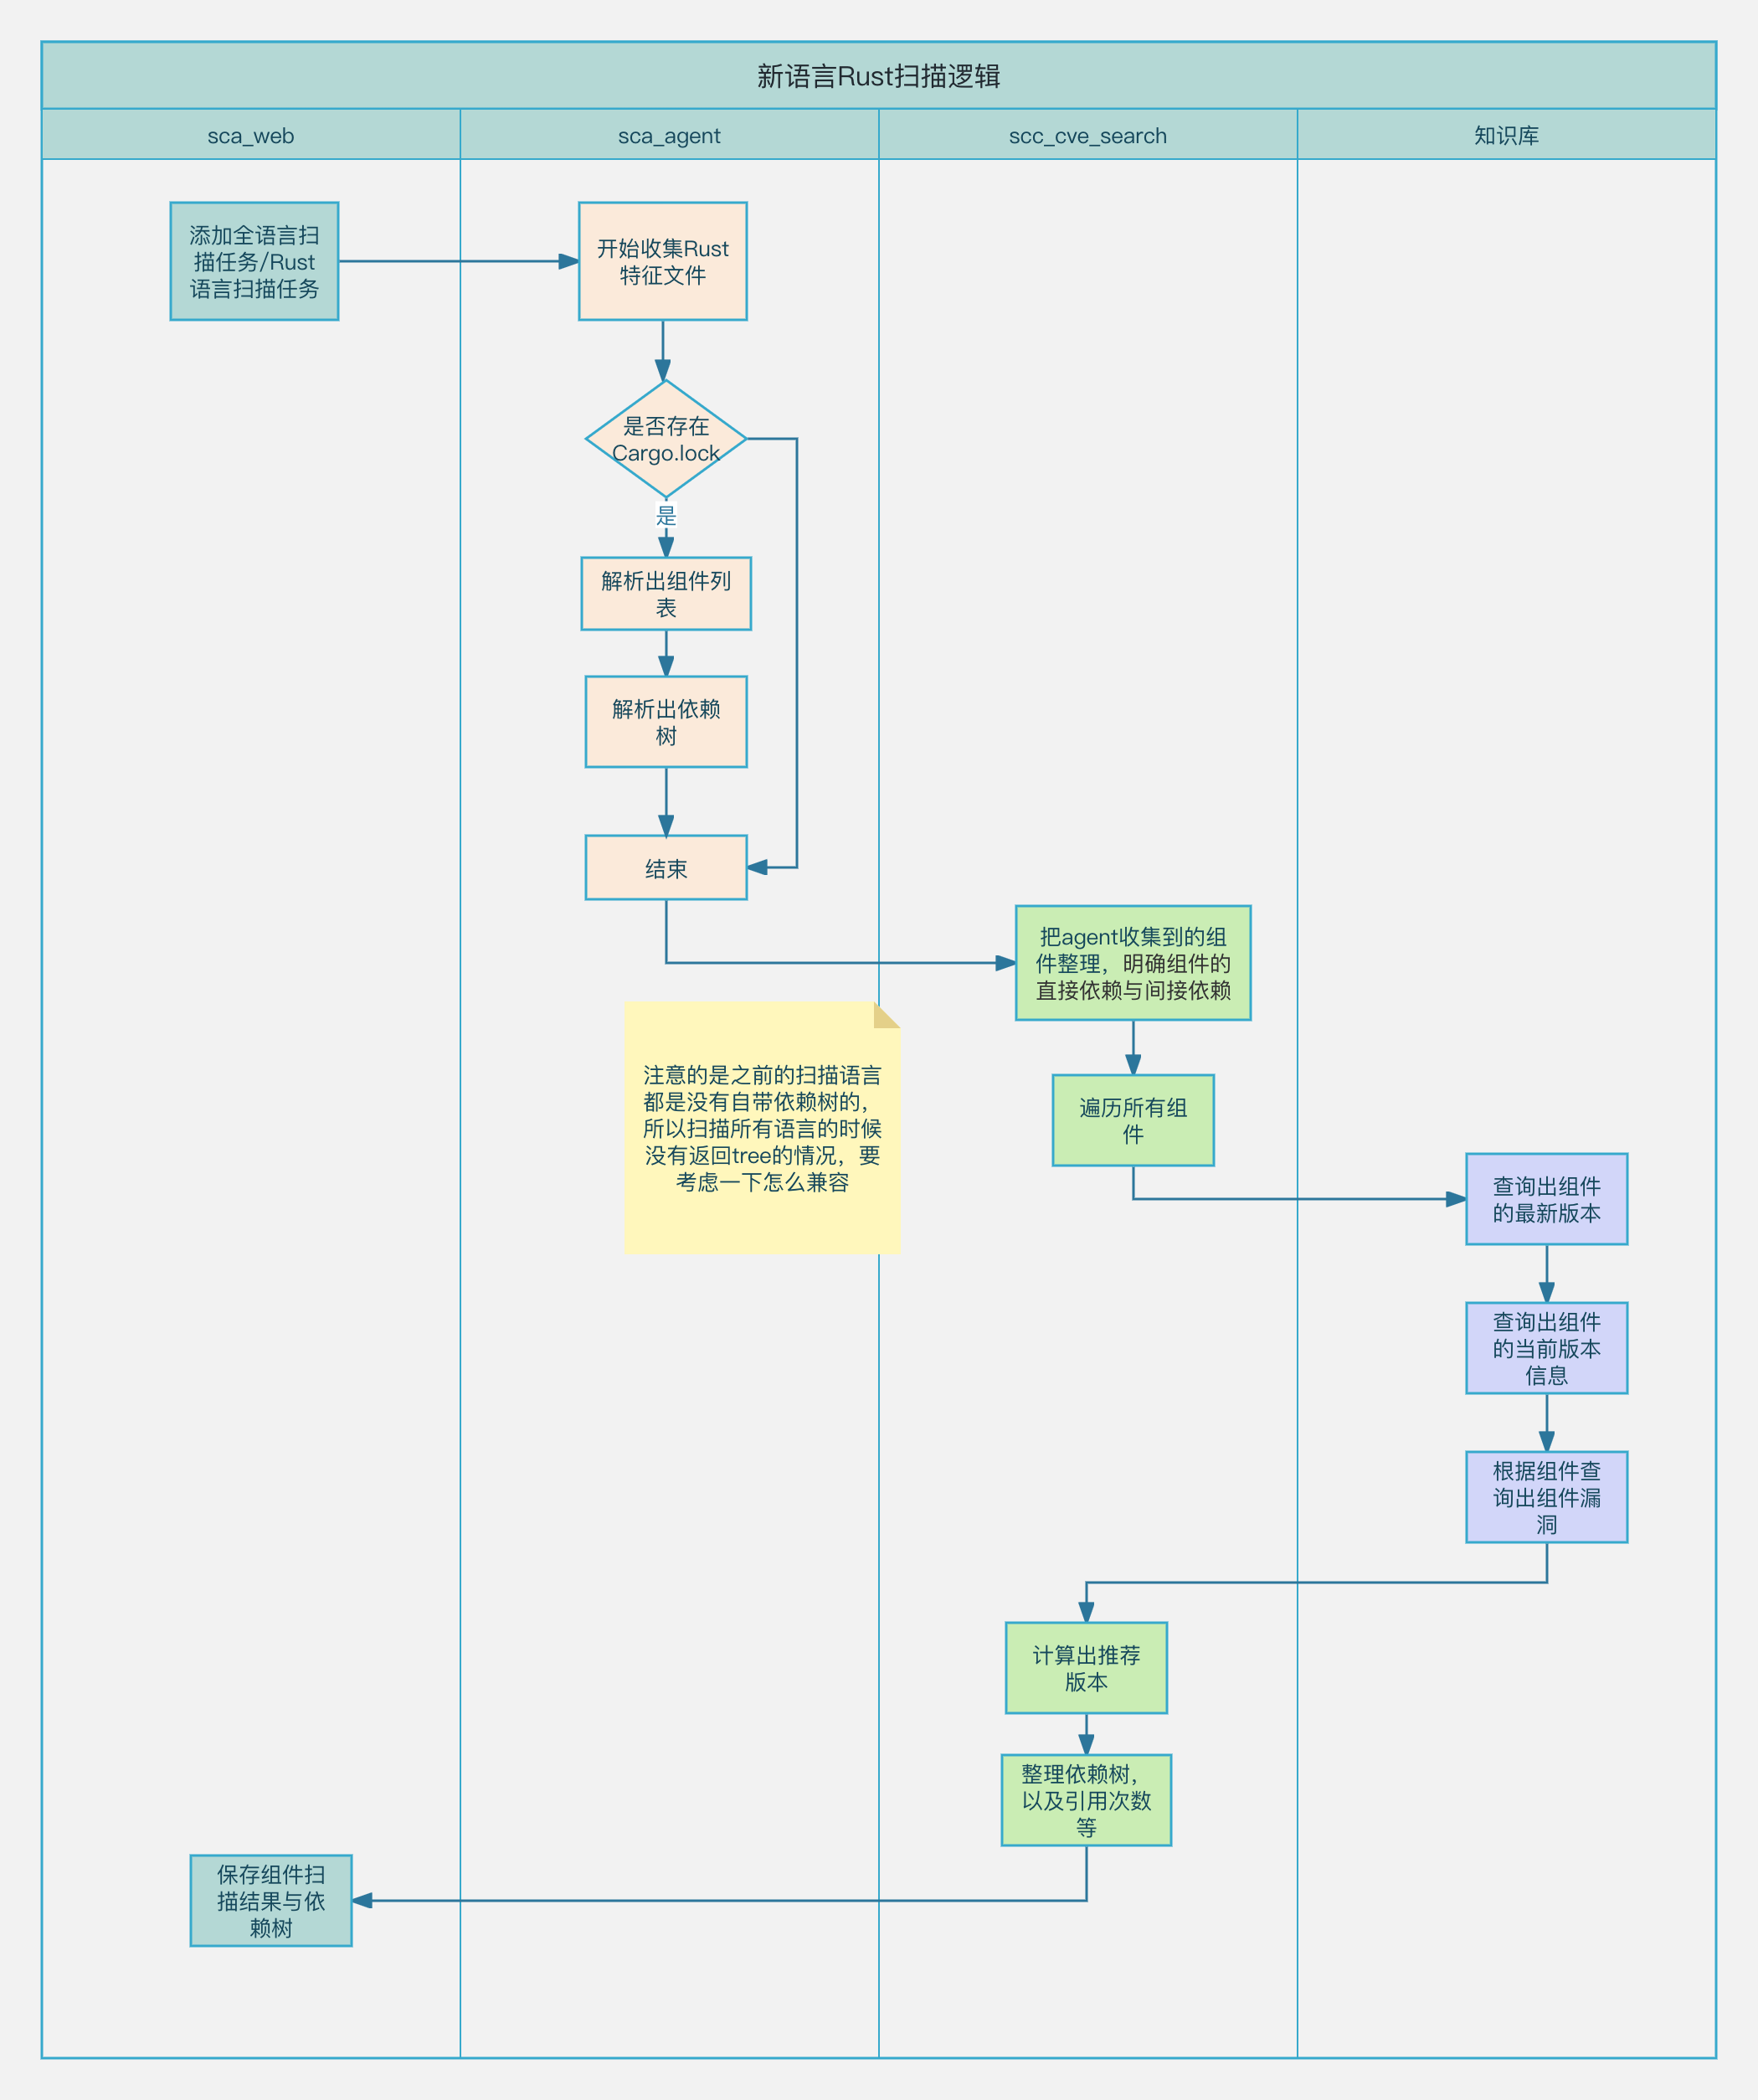 新语言Rust扫描逻辑
sca_web
sca_agent
scc_cve_search
知识库
添加全语言扫
描任务/Rust
语言扫描任务
开始收集Rust
特征文件
是否存在
Cargo.lock
是
解析出组件列
表
解析出依赖
树
结束
把agent收集到的组
件整理，明确组件的
直接依赖与间接依赖
注意的是之前的扫描语言
都是没有自带依赖树的，
所以扫描所有语言的时候
没有返回tree的情况，要
考虑一下怎么兼容
遍历所有组
件
查询出组件
的最新版本
查询出组件
的当前版本
信息
根据组件查
询出组件漏
洞
计算出推荐
版本
整理依赖树，
以及引用次数
等
保存组件扫
描结果与依
赖树